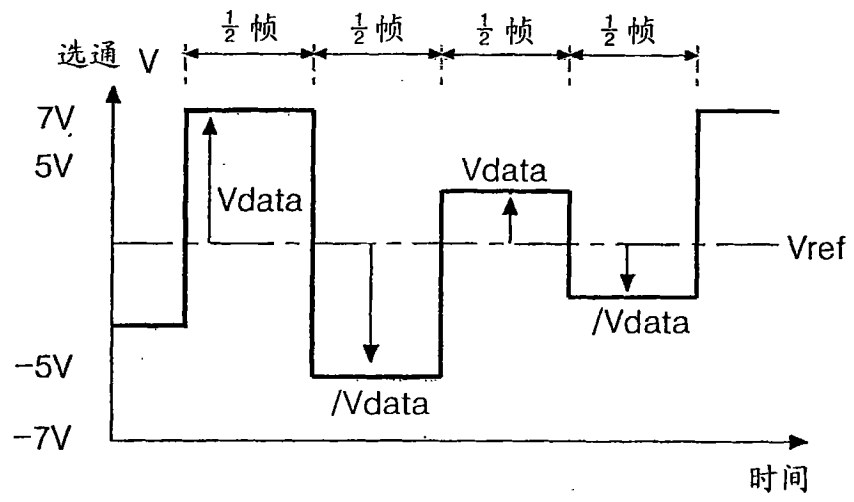 ½ 帧 ½ 帧 ½ 帧 ½ 帧
选通 V
7V
5V
Vdata
Vdata
Vref
/Vdata
−5V
/Vdata
−7V
时间